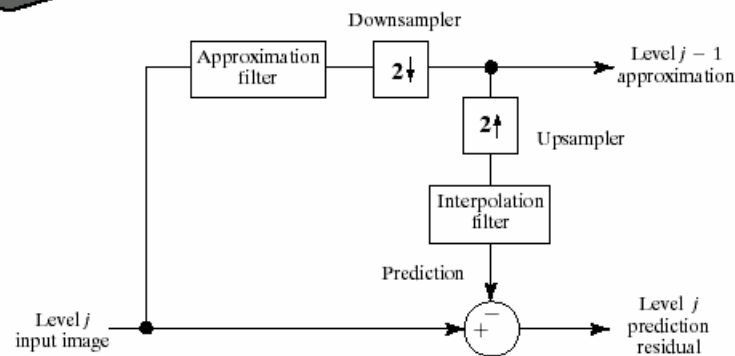 Downsampler
Approximation
filter
2↓
Level j − 1
approximation
2↑
Upsampler
Interpolation
filter
Prediction
Level j
input image
+
−
Level j
prediction
residual